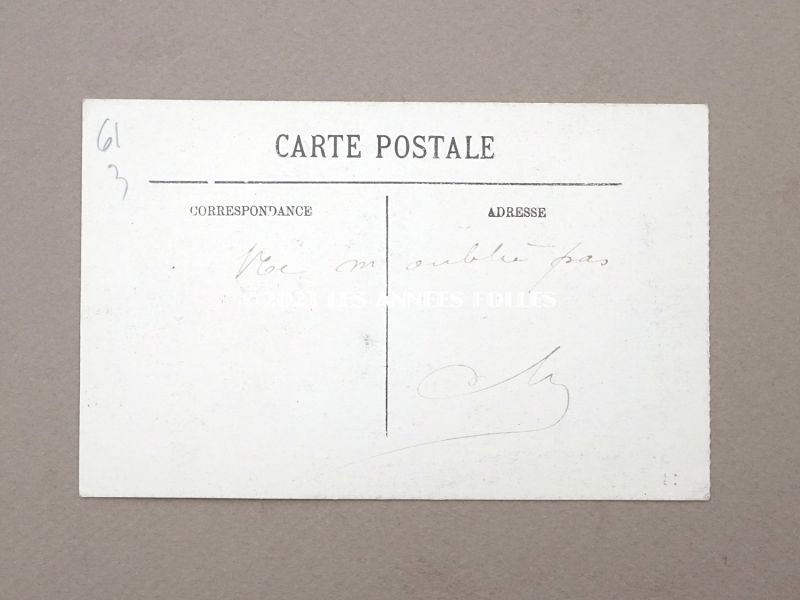 61
3
CARTE POSTALE
CORRESPONDANCE
ADRESSE
Ne m'oublie pas
© 2021 LES ANNEES FOLLES